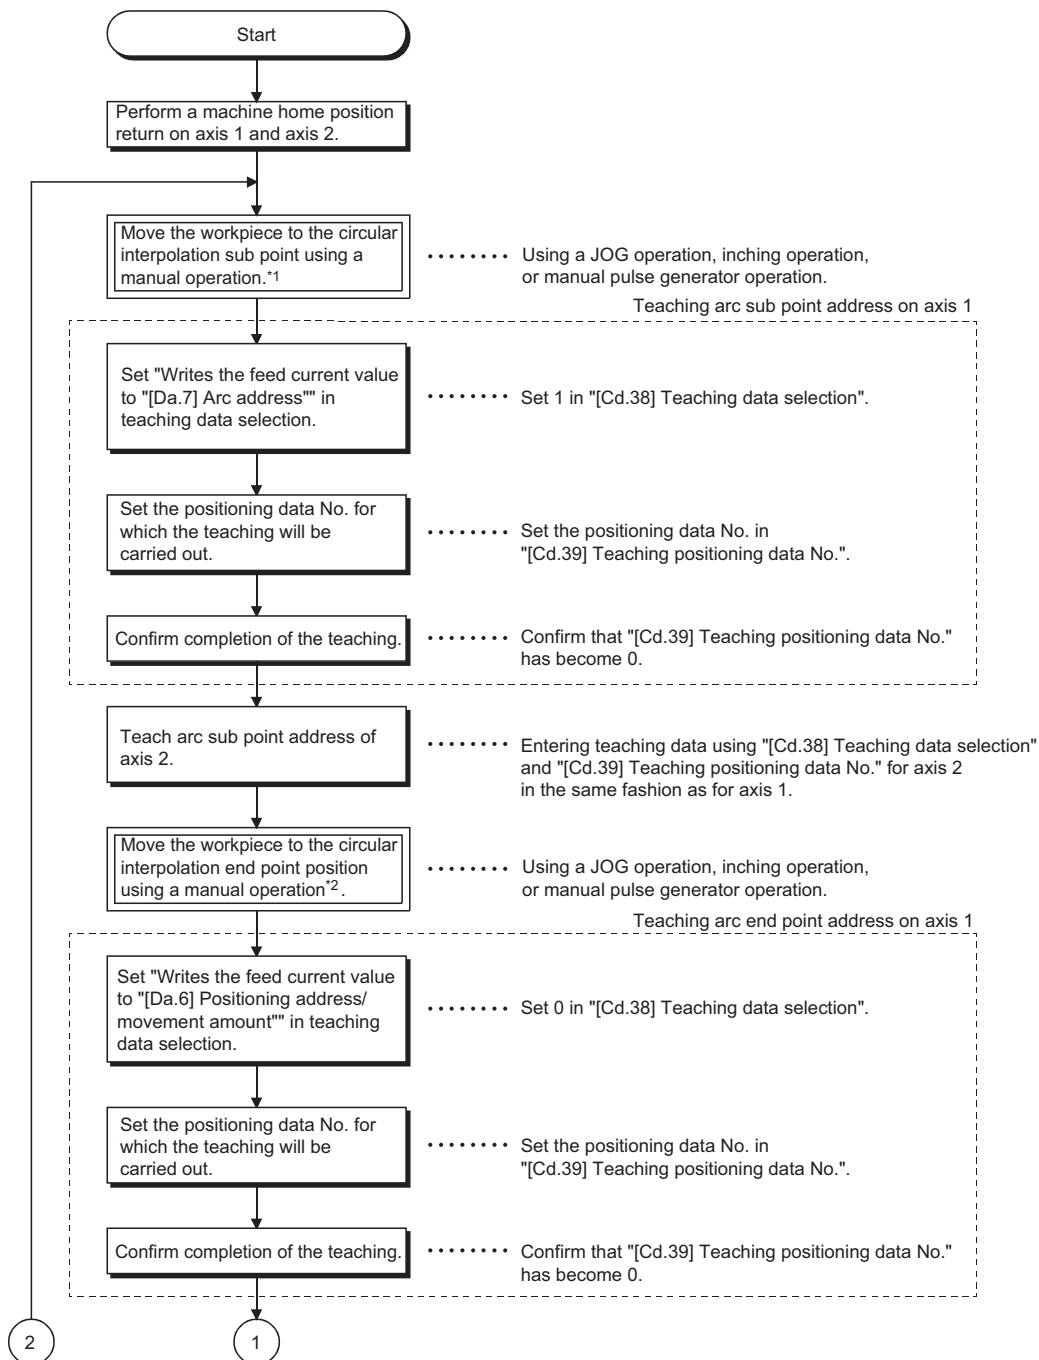 Start
Perform a machine home position
return on axis 1 and axis 2.
Move the workpiece to the circular
interpolation sub point using a
manual operation.*1
Using a JOG operation, inching operation,
or manual pulse generator operation.
Teaching arc sub point address on axis 1
Set "Writes the feed current value
to "[Da.7] Arc address"" in
teaching data selection.
Set 1 in "[Cd.38] Teaching data selection".
Set the positioning data No. for
which the teaching will be
carried out.
Set the positioning data No. in
"[Cd.39] Teaching positioning data No.".
Confirm completion of the teaching.
Confirm that "[Cd.39] Teaching positioning data No."
has become 0.
Teach arc sub point address of
axis 2.
Entering teaching data using "[Cd.38] Teaching data selection"
and "[Cd.39] Teaching positioning data No." for axis 2
in the same fashion as for axis 1.
Move the workpiece to the circular
interpolation end point position
using a manual operation*2.
Using a JOG operation, inching operation,
or manual pulse generator operation.
Teaching arc end point address on axis 1
Set "Writes the feed current value
to "[Da.6] Positioning address/
movement amount"" in teaching
data selection.
Set 0 in "[Cd.38] Teaching data selection".
Set the positioning data No. for
which the teaching will be
carried out.
Set the positioning data No. in
"[Cd.39] Teaching positioning data No.".
Confirm completion of the teaching.
Confirm that "[Cd.39] Teaching positioning data No."
has become 0.
2
1